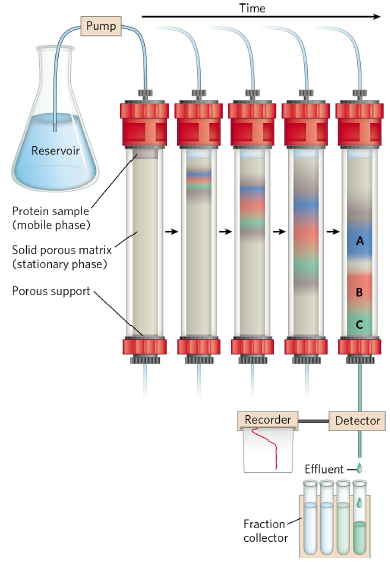 Time
Pump
Reservoir
Protein sample
(mobile phase)
Solid porous matrix
(stationary phase)
Porous support
A
B
C
Recorder
Detector
Effluent
Fraction
collector